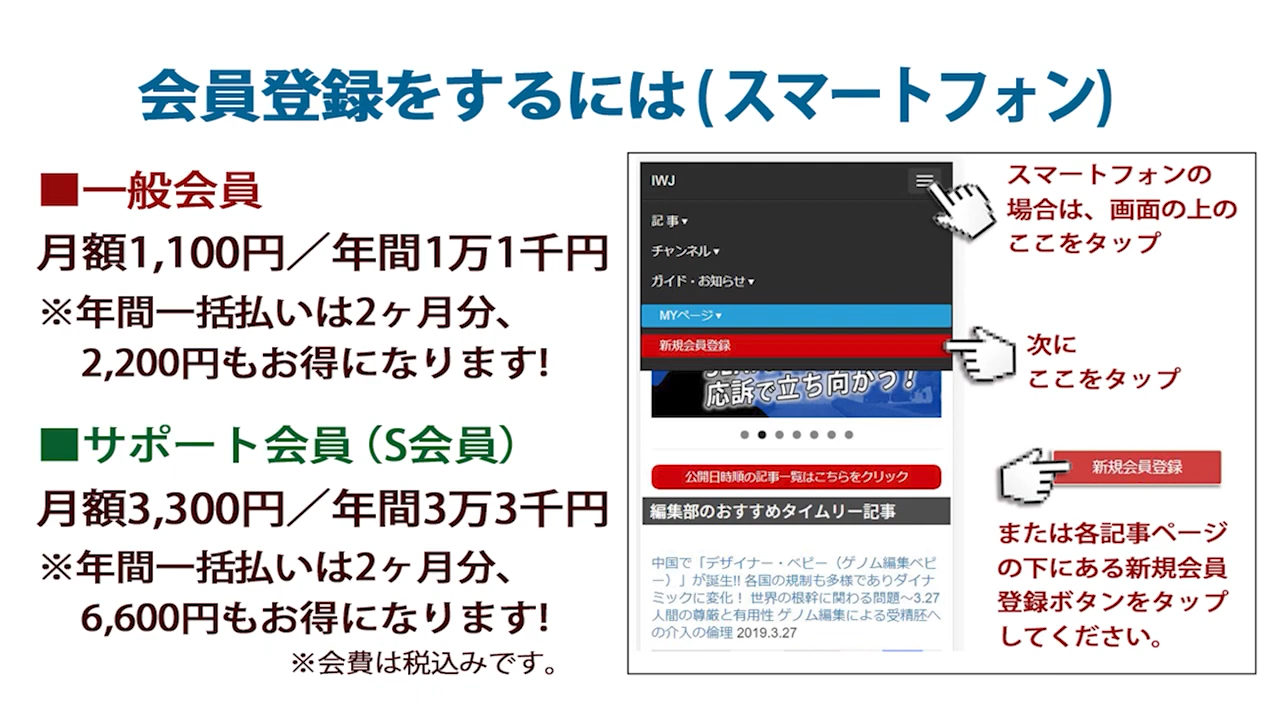 会員登録をするには(スマートフォン)
■一般会員
月額1,100円／年間1万1千円
※年間一括払いは2ヶ月分、
2,200円もお得になります!
■サポート会員（S会員）
月額3,300円／年間3万3千円
※年間一括払いは2ヶ月分、
6,600円もお得になります!
※会費は税込みです。
IWJ
記事▾
チャンネル▾
ガイド・お知らせ▾
MYページ▾
新規会員登録
応訴で立ち向かう！
公開日時順の記事一覧はこちらをクリック
編集部のおすすめタイムリー記事
中国で「デザイナー・ベビー（ゲノム編集ベビ
ー）」が誕生!! 各国の規制も多様でありダイナ
ミックに変化！ 世界の根幹に関わる問題～3.27
人間の尊厳と有用性 ゲノム編集による受精胚へ
の介入の倫理 2019.3.27
スマートフォンの
場合は、画面の上の
ここをタップ
次に
ここをタップ
新規会員登録
または各記事ページ
の下にある新規会員
登録ボタンをタップ
してください。